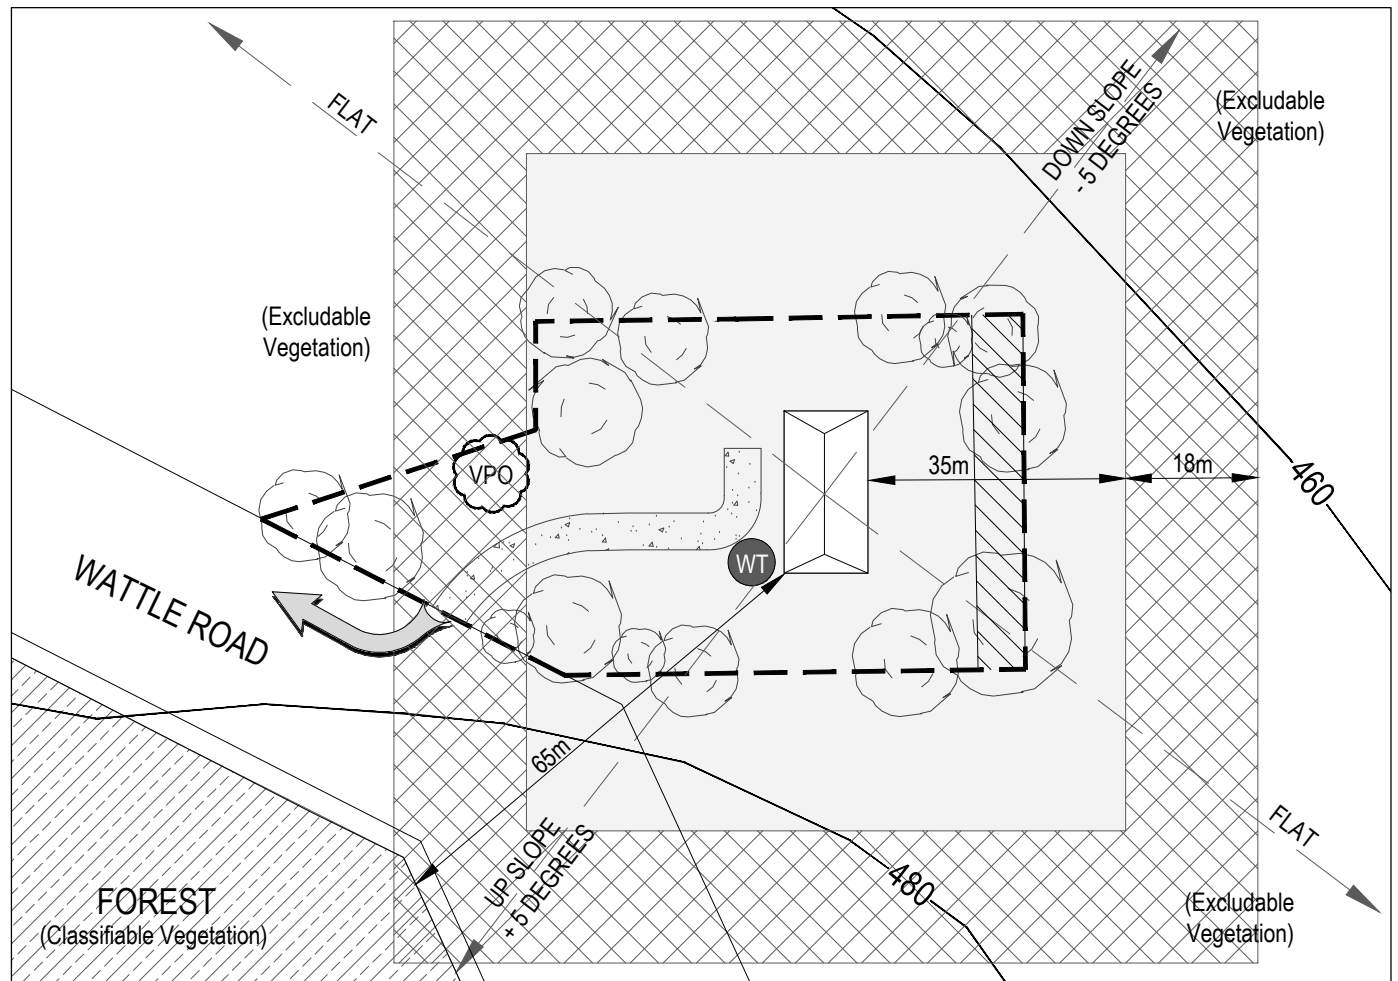 FLAT
DOWN SLOPE
- 5 DEGREES
(Excludable
Vegetation)
(Excludable
Vegetation)
VPO
35m
18m
460
WT
WATTLE ROAD
65m
UP SLOPE
+ 5 DEGREES
480
FLAT
FOREST
(Classifiable Vegetation)
(Excludable
Vegetation)